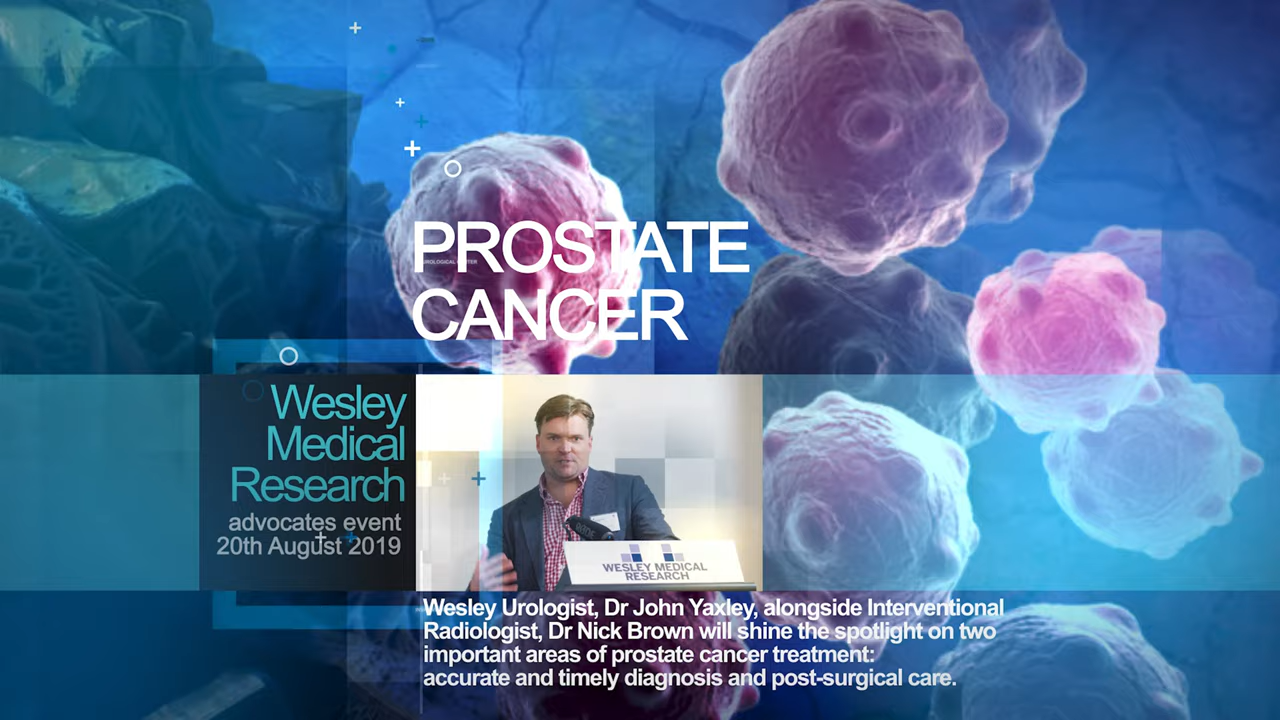 PROSTATE
CANCER
UROLOGICAL CENTER
Wesley
Medical
Research
advocates event
20th August 2019
WESLEY MEDICAL
RESEARCH
Wesley Urologist, Dr John Yaxley, alongside Interventional
Radiologist, Dr Nick Brown will shine the spotlight on two
important areas of prostate cancer treatment:
accurate and timely diagnosis and post-surgical care.